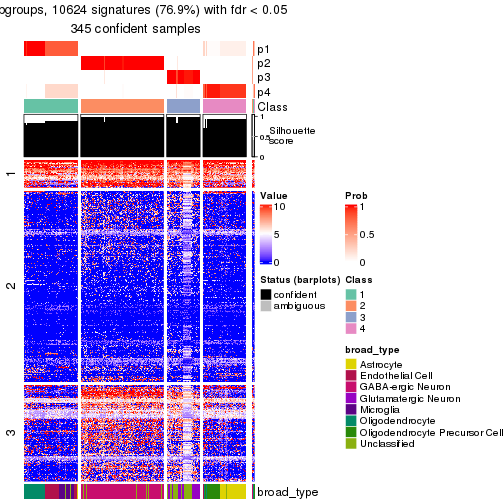 ogroups, 10624 signatures (76.9%) with fdr < 0.05
345 confident samples
p1
p2
p3
p4
Class
1
0.5
0
Silhouette
score
1
2
3
broad_type
Value
10
5
0
Prob
1
0.5
0
Status (barplots)
confident
ambiguous
Class
1
2
3
4
broad_type
Astrocyte
Endothelial Cell
GABA-ergic Neuron
Glutamatergic Neuron
Microglia
Oligodendrocyte
Oligodendrocyte Precursor Cell
Unclassified